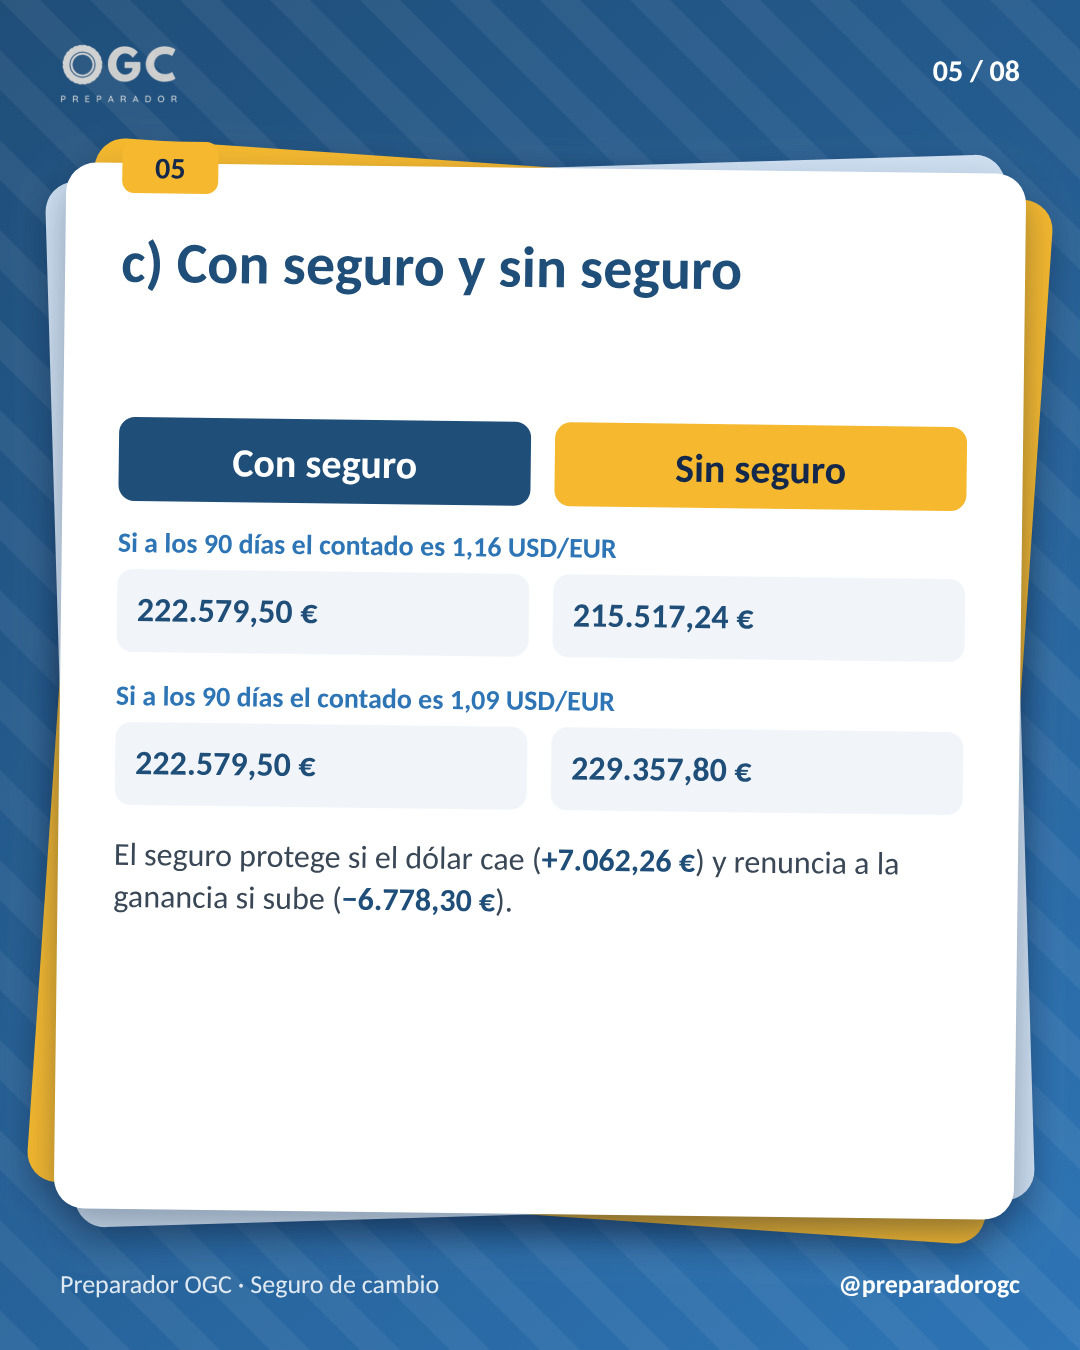 OGC
PREPARADOR
05 / 08
05
c) Con seguro y sin seguro
Con seguro
Sin seguro
Si a los 90 días el contado es 1,16 USD/EUR
222.579,50 €
215.517,24 €
Si a los 90 días el contado es 1,09 USD/EUR
222.579,50 €
229.357,80 €
El seguro protege si el dólar cae (+7.062,26 €) y renuncia a la
ganancia si sube (−6.778,30 €).
Preparador OGC · Seguro de cambio
@preparadorogc